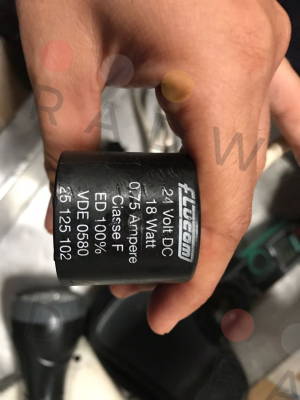 flucom
24 Volt DC
18 Watt
0.75 Ampere
Classe F
ED 100%
VDE 0580
25 125 102